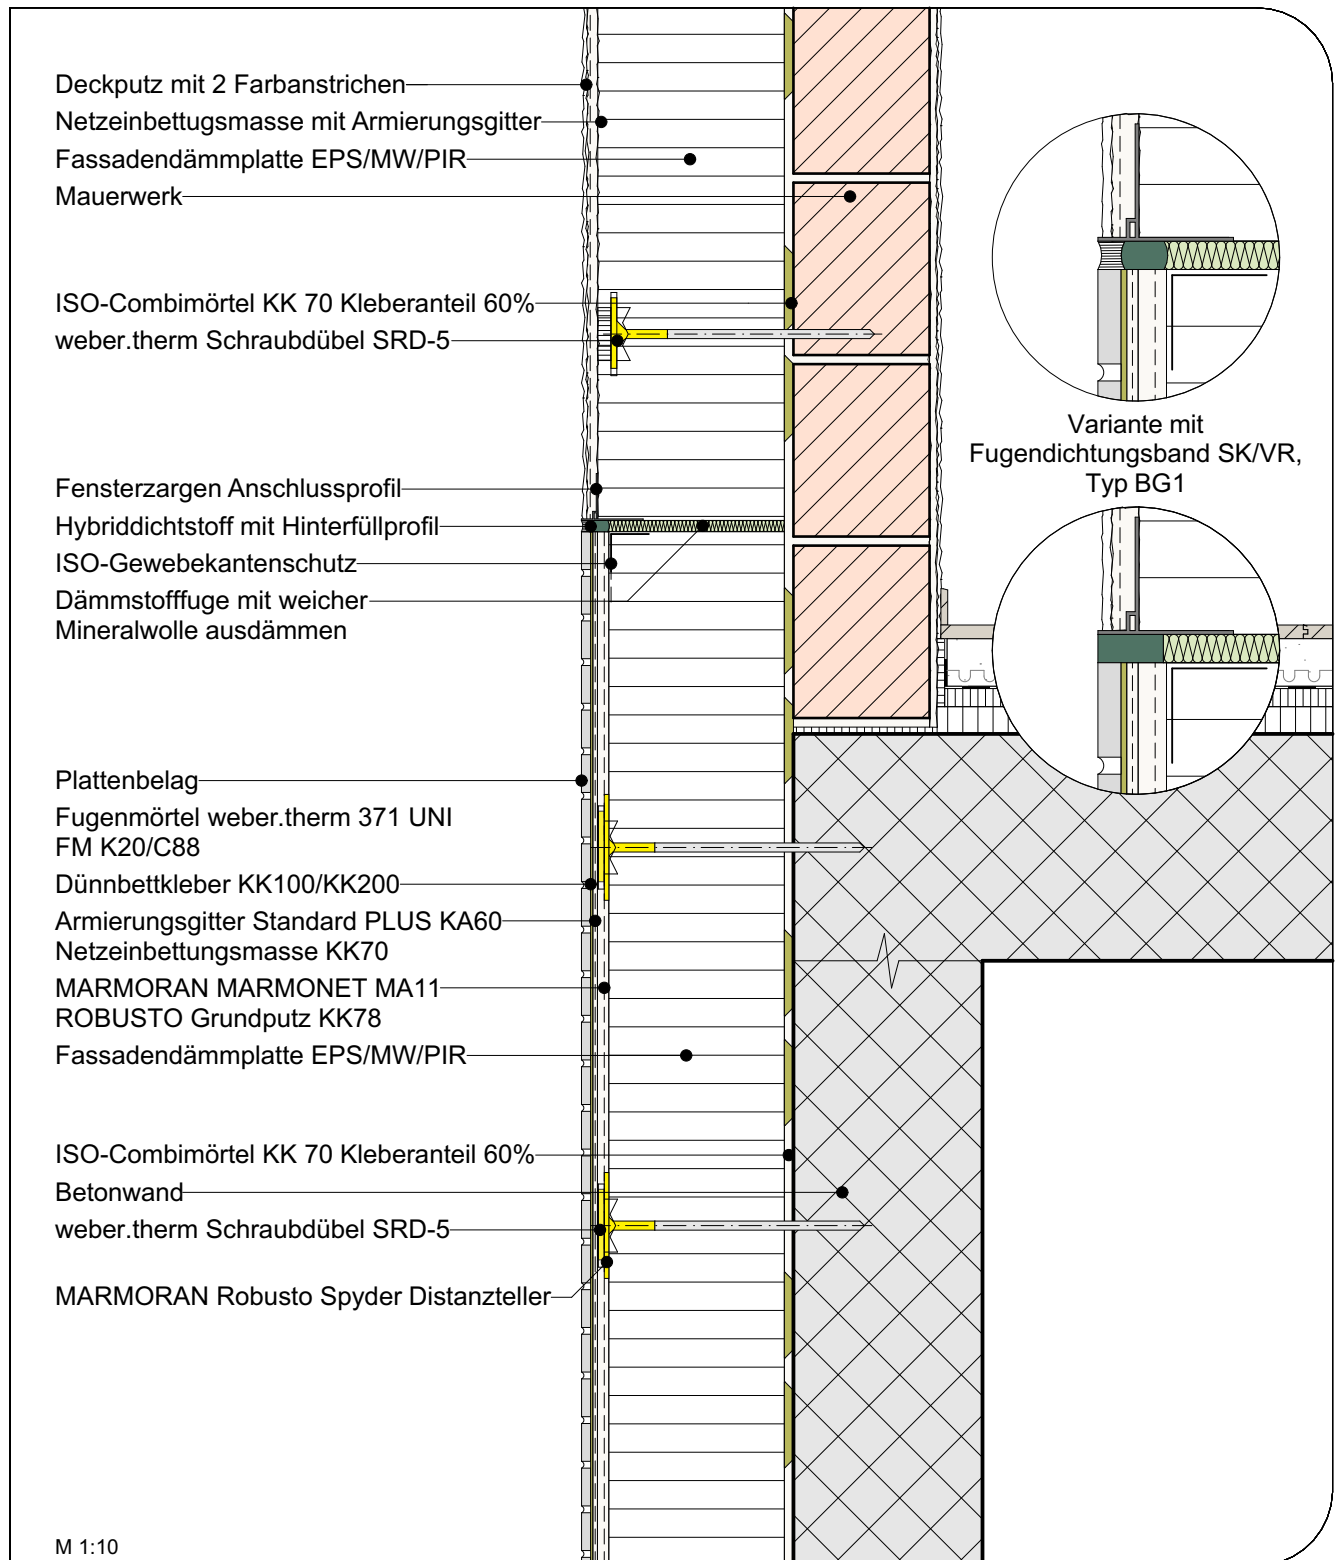 Deckputz mit 2 Farbanstrichen
Netzeinbettugsmasse mit Armierungsgitter
Fassadendämmplatte EPS/MW/PIR
Mauerwerk
ISO-Combimörtel KK 70 Kleberanteil 60%
weber.therm Schraubdübel SRD-5
Variante mit
Fugendichtungsband SK/VR,
Typ BG1
Fensterzargen Anschlussprofil
Hybriddichtstoff mit Hinterfüllprofil
ISO-Gewebekantenschutz
Dämmstofffuge mit weicher
Mineralwolle ausdämmen
Plattenbelag
Fugenmörtel weber.therm 371 UNI
FM K20/C88
Dünnbettkleber KK100/KK200
Armierungsgitter Standard PLUS KA60
Netzeinbettungsmasse KK70
MARMORAN MARMONET MA11
ROBUSTO Grundputz KK78
Fassadendämmplatte EPS/MW/PIR
ISO-Combimörtel KK 70 Kleberanteil 60%
Betonwand
weber.therm Schraubdübel SRD-5
MARMORAN Robusto Spyder Distanzteller
M 1:10